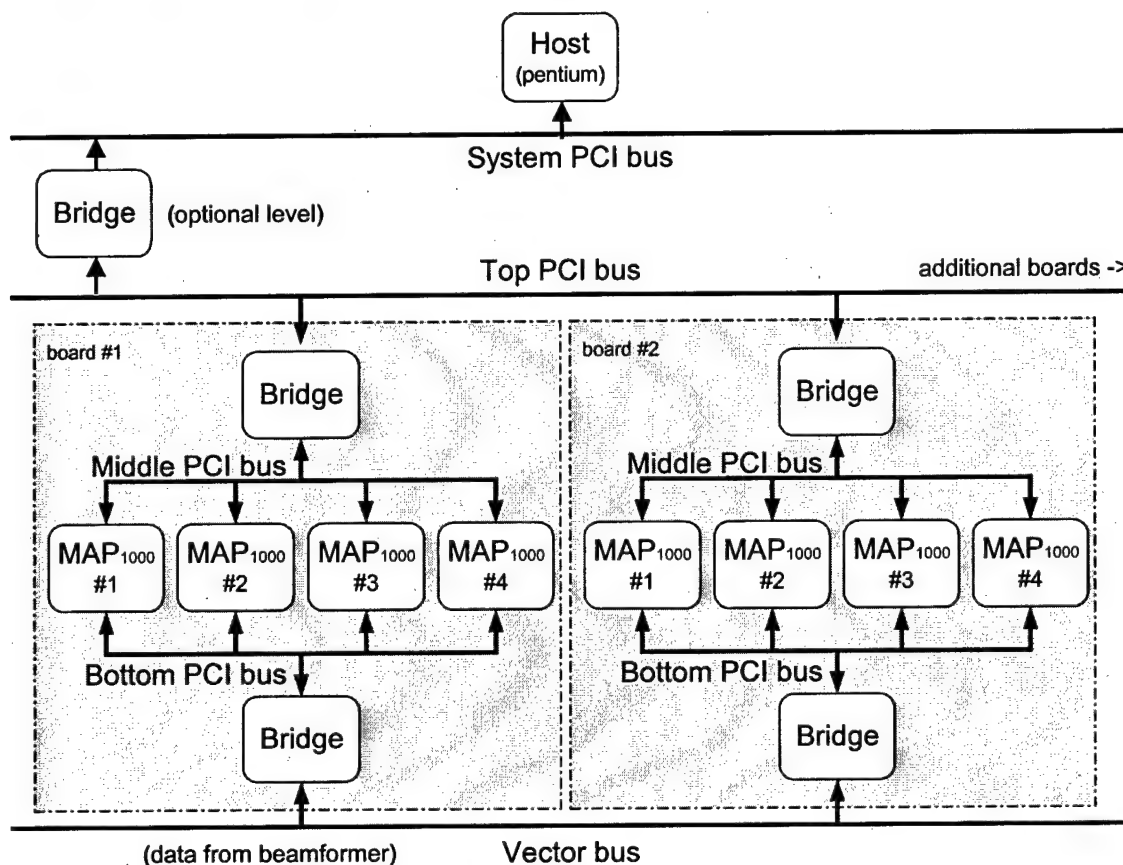 Host
(pentium)
System PCI bus
Bridge
(optional level)
Top PCI bus
additional boards ->
board #1
Bridge
Middle PCI bus
MAP1000
#1
MAP1000
#2
MAP1000
#3
MAP1000
#4
Bottom PCI bus
Bridge
board #2
Bridge
Middle PCI bus
MAP1000
#1
MAP1000
#2
MAP1000
#3
MAP1000
#4
Bottom PCI bus
Bridge
(data from beamformer)
Vector bus